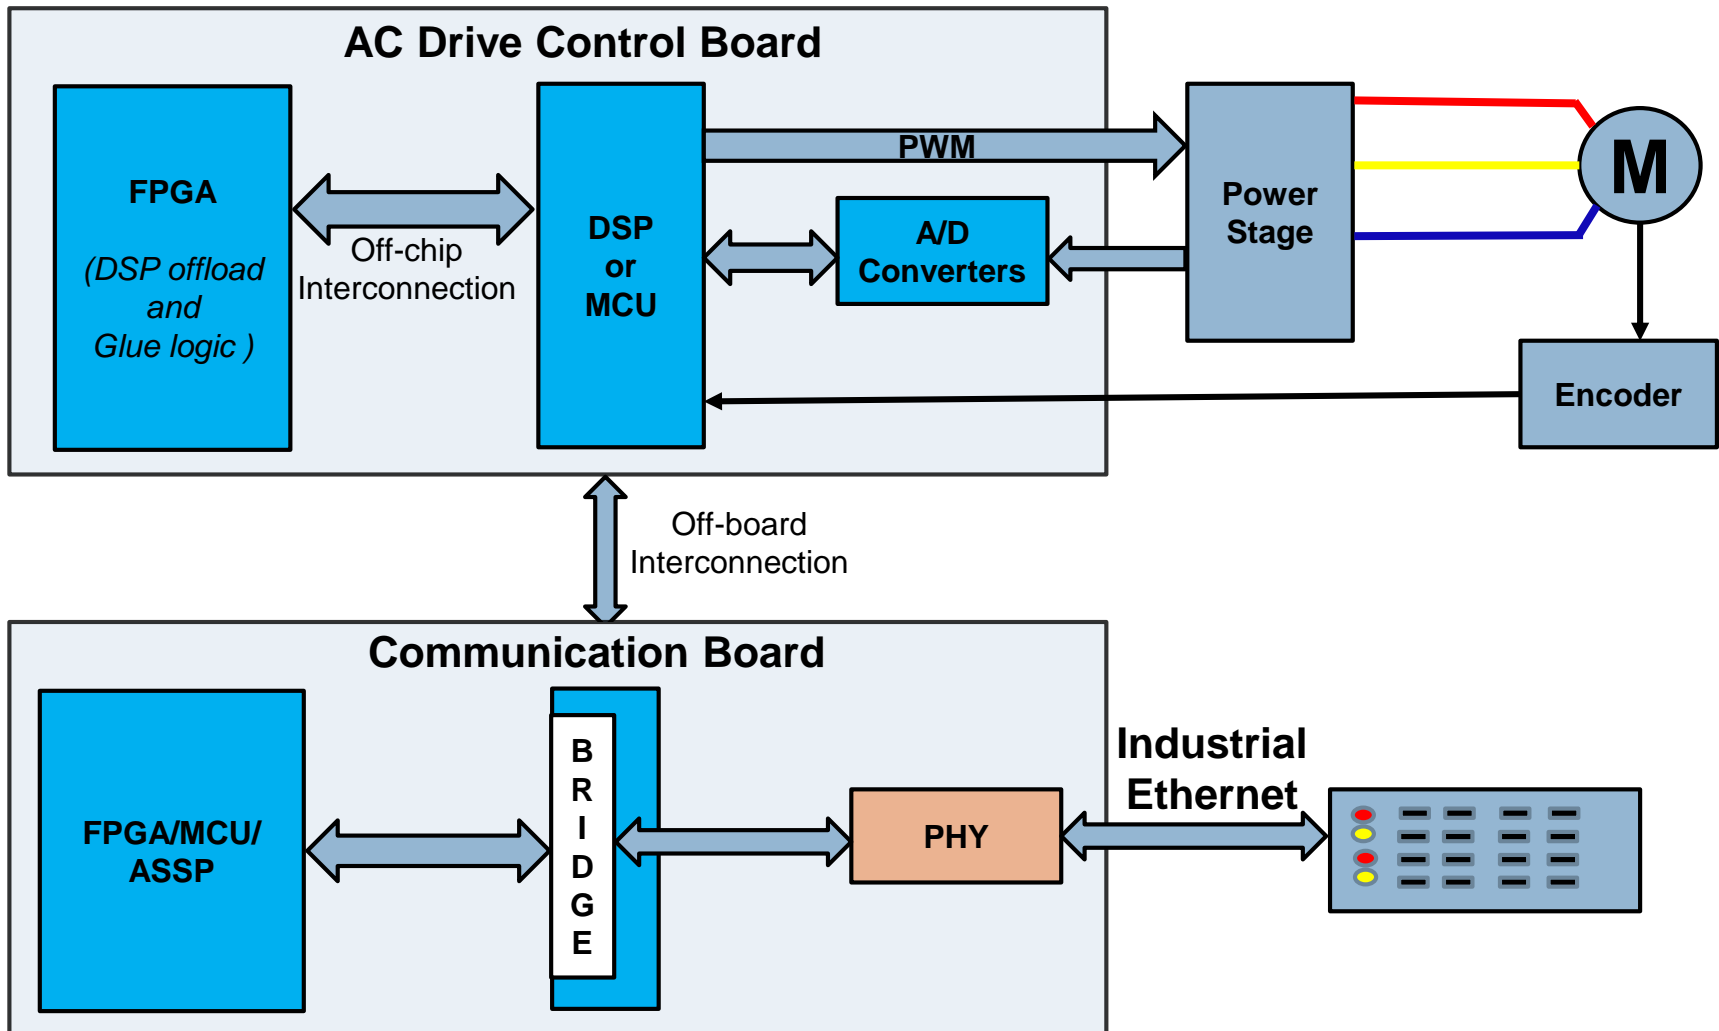 AC Drive Control Board
FPGA
(DSP offload
and
Glue logic )
Off-chip
Interconnection
DSP
or
MCU
PWM
A/D
Converters
Power
Stage
M
Encoder
Off-board
Interconnection
Communication Board
FPGA/MCU/
ASSP
B
R
I
D
G
E
PHY
Industrial
Ethernet